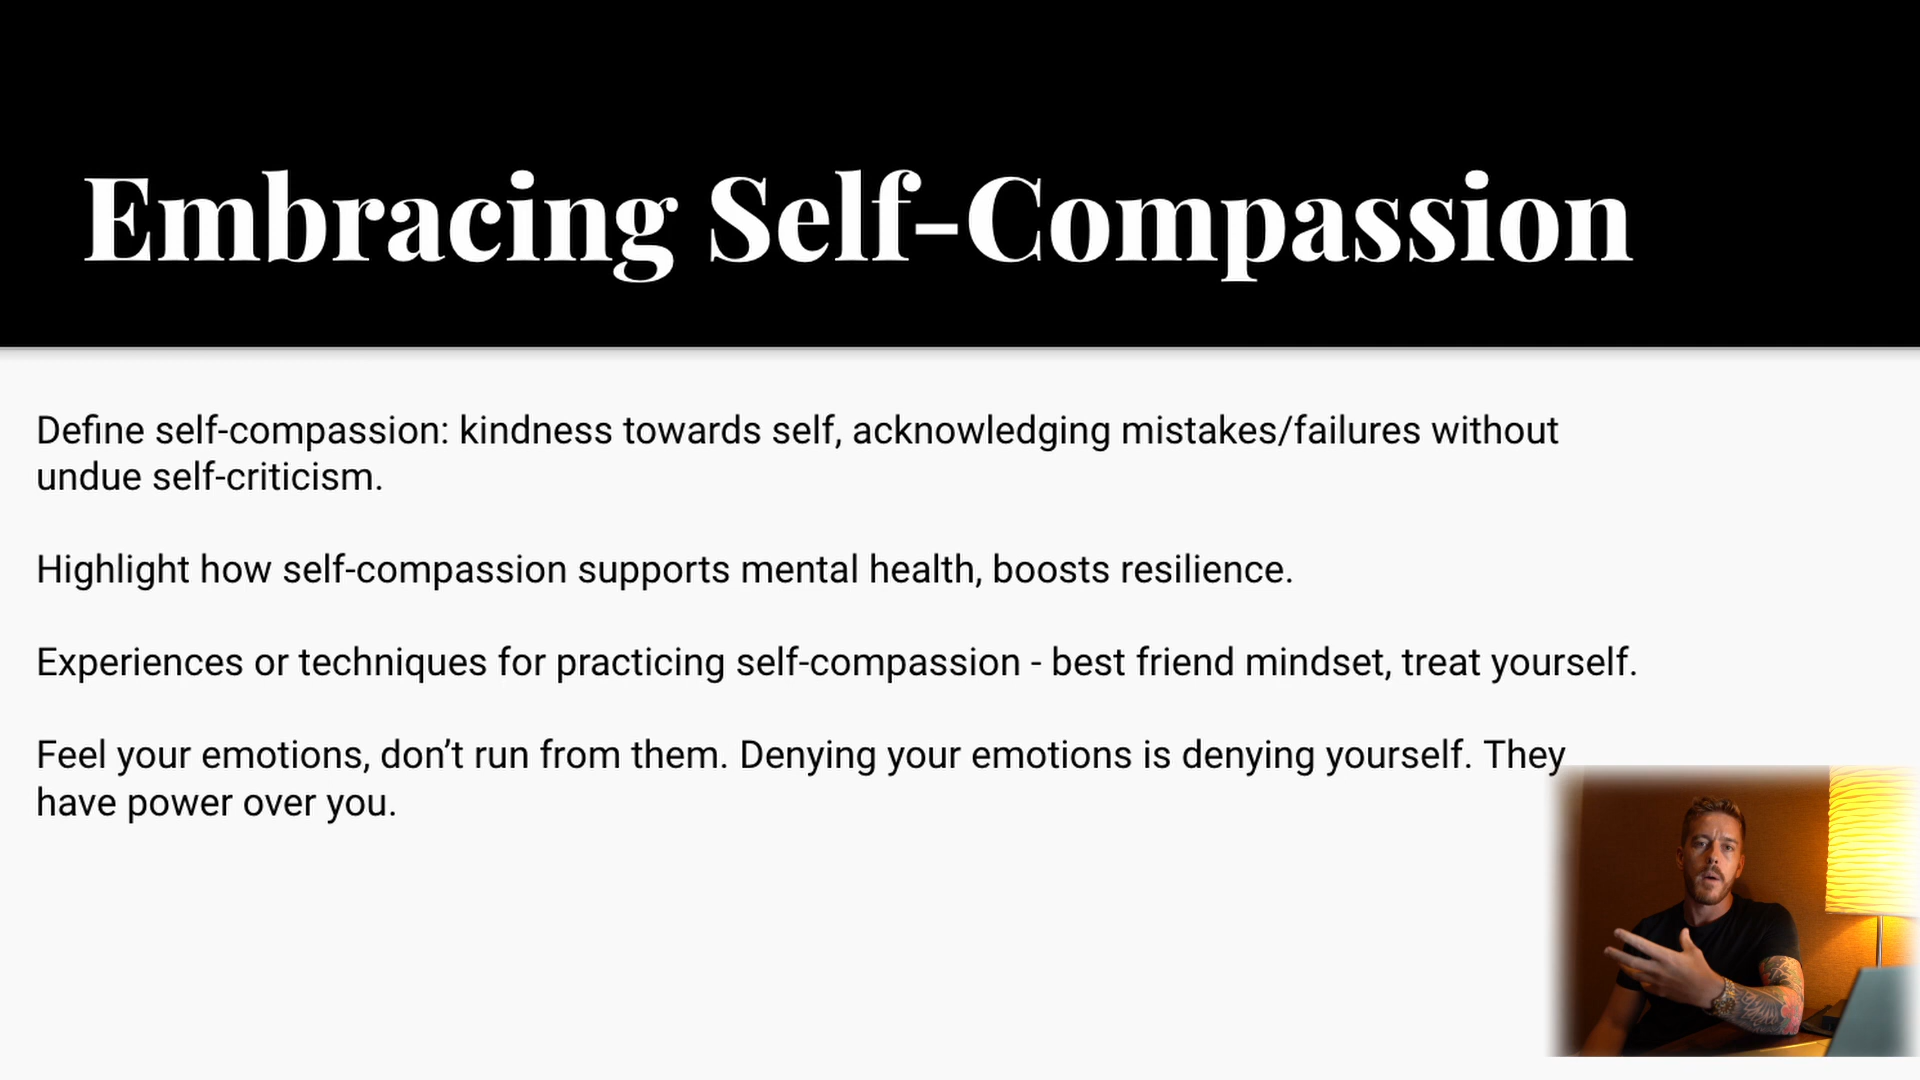 Embracing Self-Compassion
Define self-compassion: kindness towards self, acknowledging mistakes/failures without
undue self-criticism.
Highlight how self-compassion supports mental health, boosts resilience.
Experiences or techniques for practicing self-compassion - best friend mindset, treat yourself.
Feel your emotions, don’t run from them. Denying your emotions is denying yourself. They
have power over you.